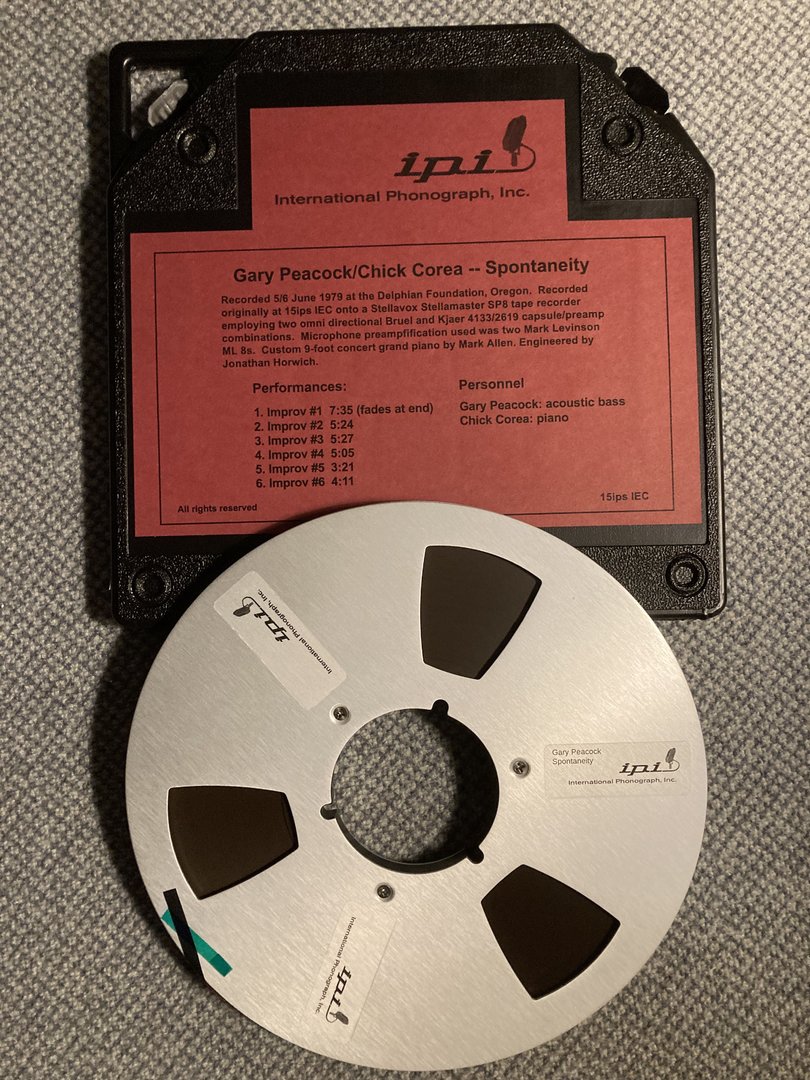 ipi
International Phonograph, Inc.
Gary Peacock/Chick Corea -- Spontaneity
Recorded 5/6 June 1979 at the Delphian Foundation, Oregon. Recorded
originally at 15ips IEC onto a Stellavox Stellamaster SP8 tape recorder
employing two omni directional Bruel and Kjaer 4133/2619 capsule/preamp
combinations. Microphone preampfification used was two Mark Levinson
ML 8s. Custom 9-foot concert grand piano by Mark Allen. Engineered by
Jonathan Horwich.
Performances:
1. Improv #1 7:35 (fades at end)
2. Improv #2 5:24
3. Improv #3 5:27
4. Improv #4 5:05
5. Improv #5 3:21
6. Improv #6 4:11
Personnel
Gary Peacock: acoustic bass
Chick Corea: piano
All rights reserved
15ips IEC
ipi
International Phonograph, Inc.
Gary Peacock
Spontaneity
ipi
International Phonograph, Inc.
ipi
International Phonograph, Inc.